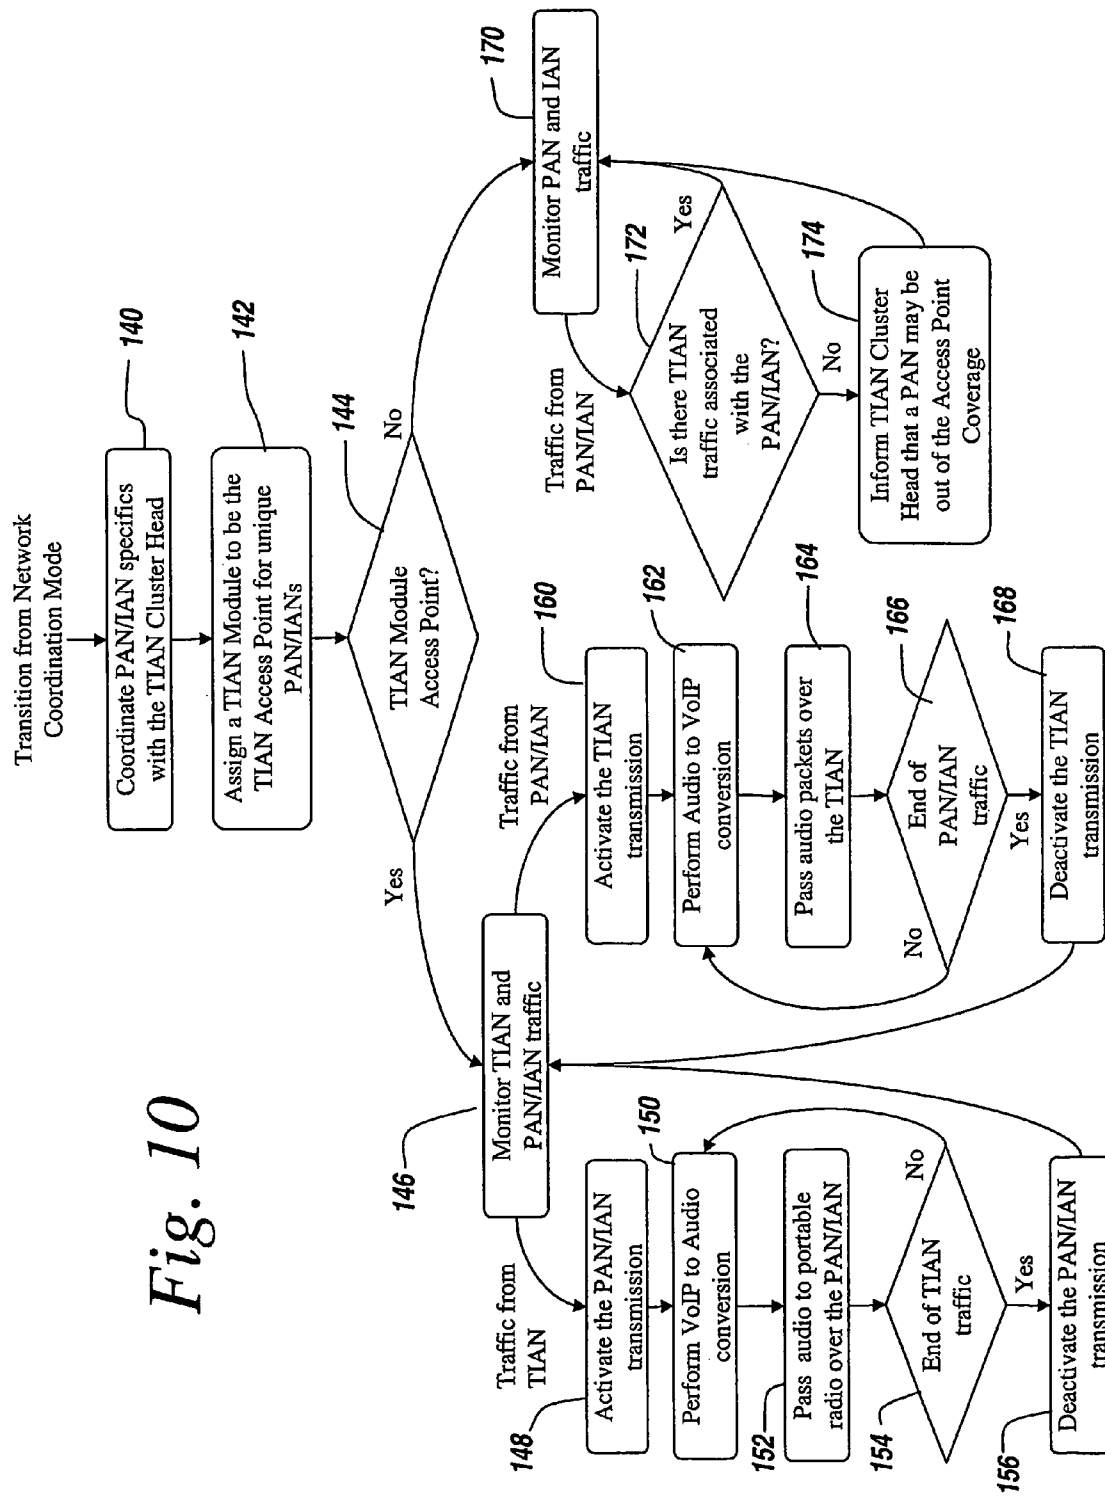 Fig. 10
Transition from Network
Coordination Mode
140
Coordinate PAN/IAN specifics
with the TIAN Cluster Head
142
Assign a TIAN Module to be the
TIAN Access Point for unique
PAN/IANs
144
TIAN Module
Access Point?
Yes
No
146
Monitor TIAN and
PAN/IAN traffic
Traffic from
TIAN
148
Activate the PAN/IAN
transmission
150
Perform VoIP to Audio
conversion
152
Pass audio to portable
radio over the PAN/IAN
154
End of TIAN
traffic
No
Yes
156
Deactivate the PAN/IAN
transmission
Traffic from
PAN/IAN
160
Activate the TIAN
transmission
162
Perform Audio to VoIP
conversion
164
Pass audio packets over
the TIAN
166
End of
PAN/IAN
traffic
No
Yes
168
Deactivate the TIAN
transmission
170
Monitor PAN and IAN
traffic
Traffic from
PAN/IAN
172
Is there TIAN
traffic associated
with the
PAN/IAN?
Yes
No
174
Inform TIAN Cluster
Head that a PAN may be
out of the Access Point
Coverage